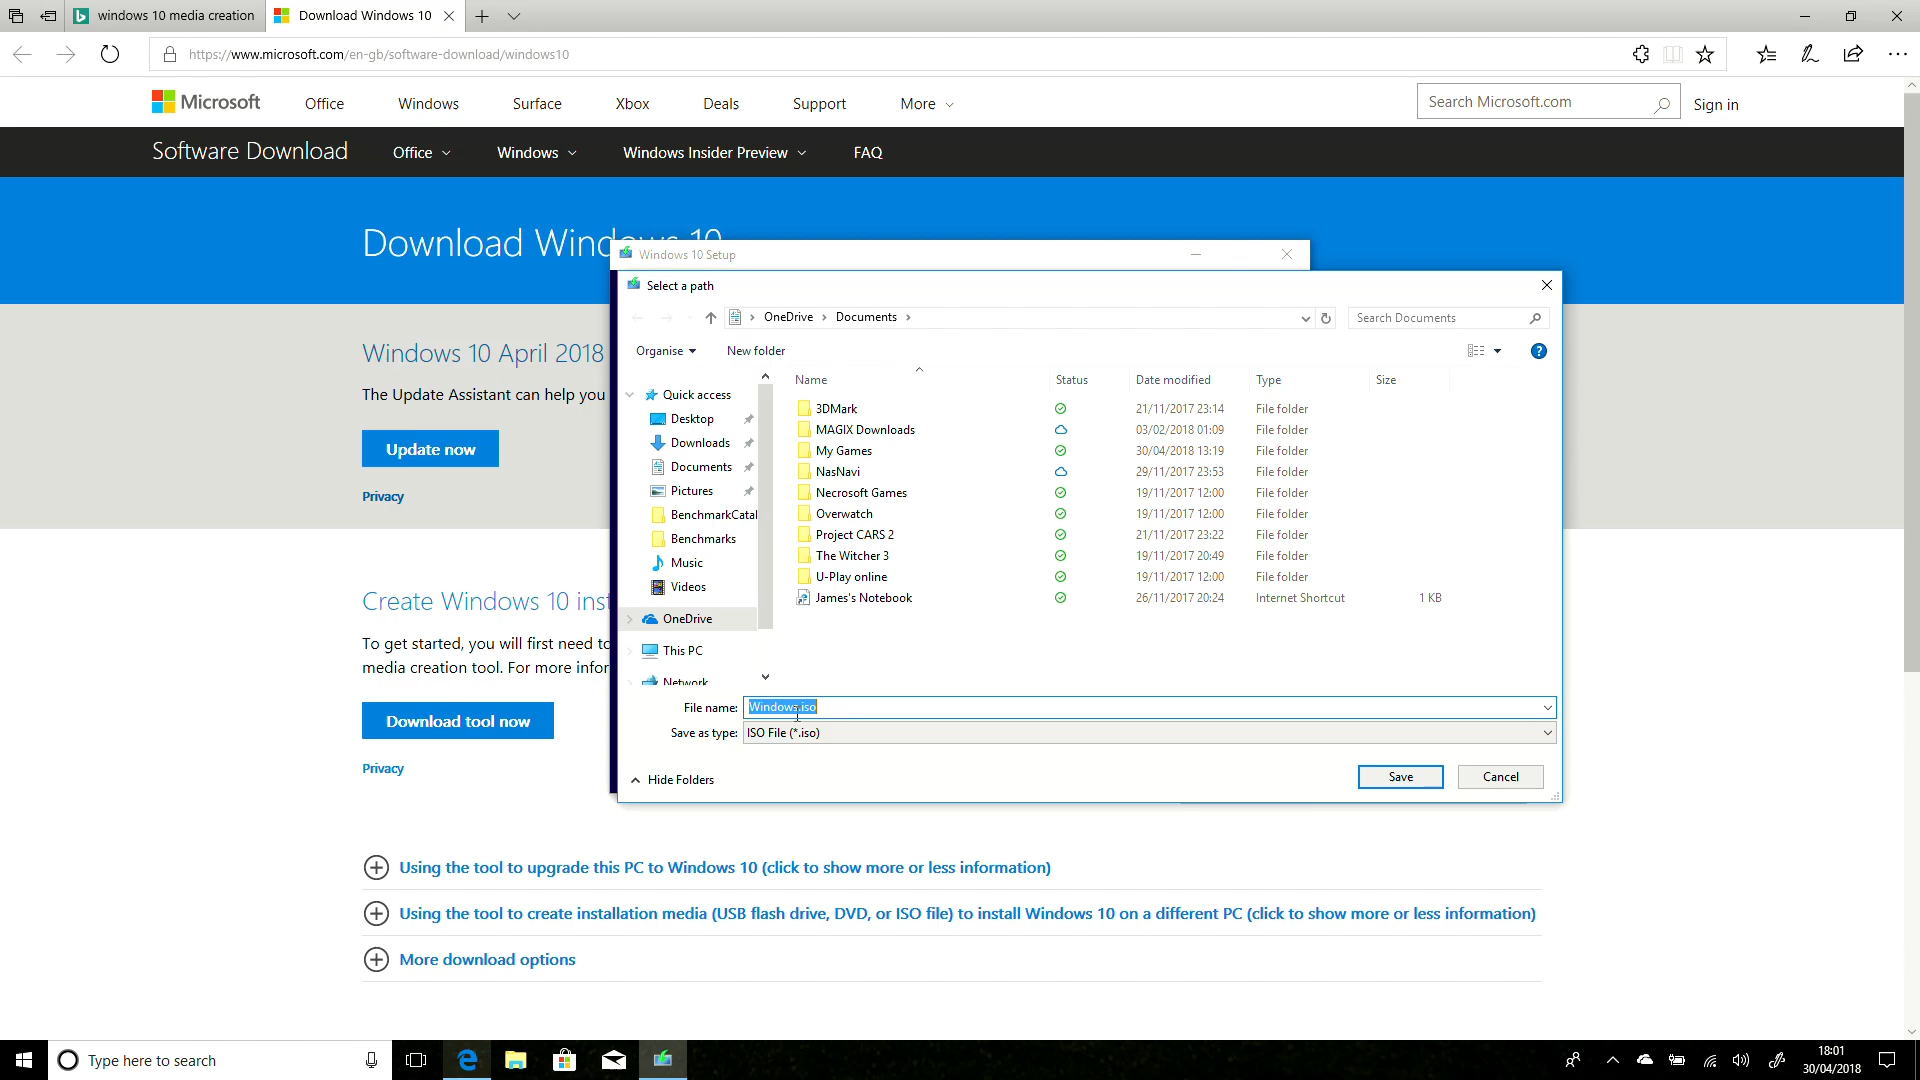 windows 10 media creation
Download Windows 10
https://www.microsoft.com/en-gb/software-download/windows10
Microsoft
Office
Windows
Surface
Xbox
Deals
Support
More
Search Microsoft.com
Sign in
Software Download
Office
Windows
Windows Insider Preview
FAQ
Download Windows 10
Windows 10 April 2018
The Update Assistant can help you
Update now
Privacy
Create Windows 10 inst
To get started, you will first need to
media creation tool. For more infor
Download tool now
Privacy
Windows 10 Setup
Select a path
OneDrive > Documents >
Search Documents
Organise
New folder
?
Quick access
Desktop
Downloads
Documents
Pictures
BenchmarkCatal
Benchmarks
Music
Videos
OneDrive
This PC
Network
Name Status Date modified Type Size
3DMark 21/11/2017 23:14 File folder
MAGIX Downloads 03/02/2018 01:09 File folder
My Games 30/04/2018 13:19 File folder
NasNavi 29/11/2017 23:53 File folder
Necrosoft Games 19/11/2017 12:00 File folder
Overwatch 19/11/2017 12:00 File folder
Project CARS 2 21/11/2017 23:22 File folder
The Witcher 3 19/11/2017 20:49 File folder
U-Play online 19/11/2017 12:00 File folder
James's Notebook 26/11/2017 20:24 Internet Shortcut 1 KB
File name: Windows.iso
Save as type: ISO File (*.iso)
Hide Folders
Save
Cancel
Using the tool to upgrade this PC to Windows 10 (click to show more or less information)
Using the tool to create installation media (USB flash drive, DVD, or ISO file) to install Windows 10 on a different PC (click to show more or less information)
More download options
Type here to search
18:01
30/04/2018